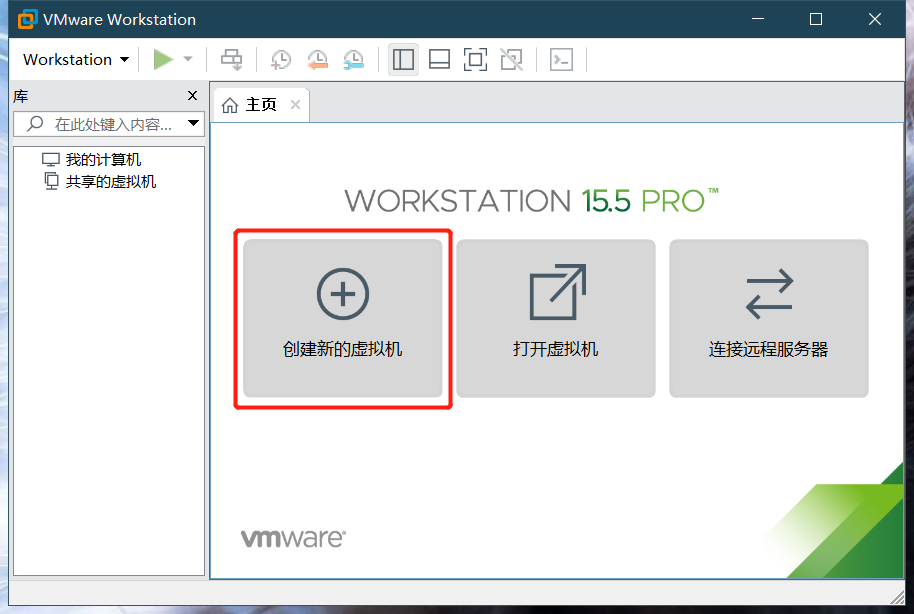 VMware Workstation
Workstation
库
主页
在此处键入内容...
我的计算机
共享的虚拟机
WORKSTATION 15.5 PRO™
创建新的虚拟机
打开虚拟机
连接远程服务器
vmware®